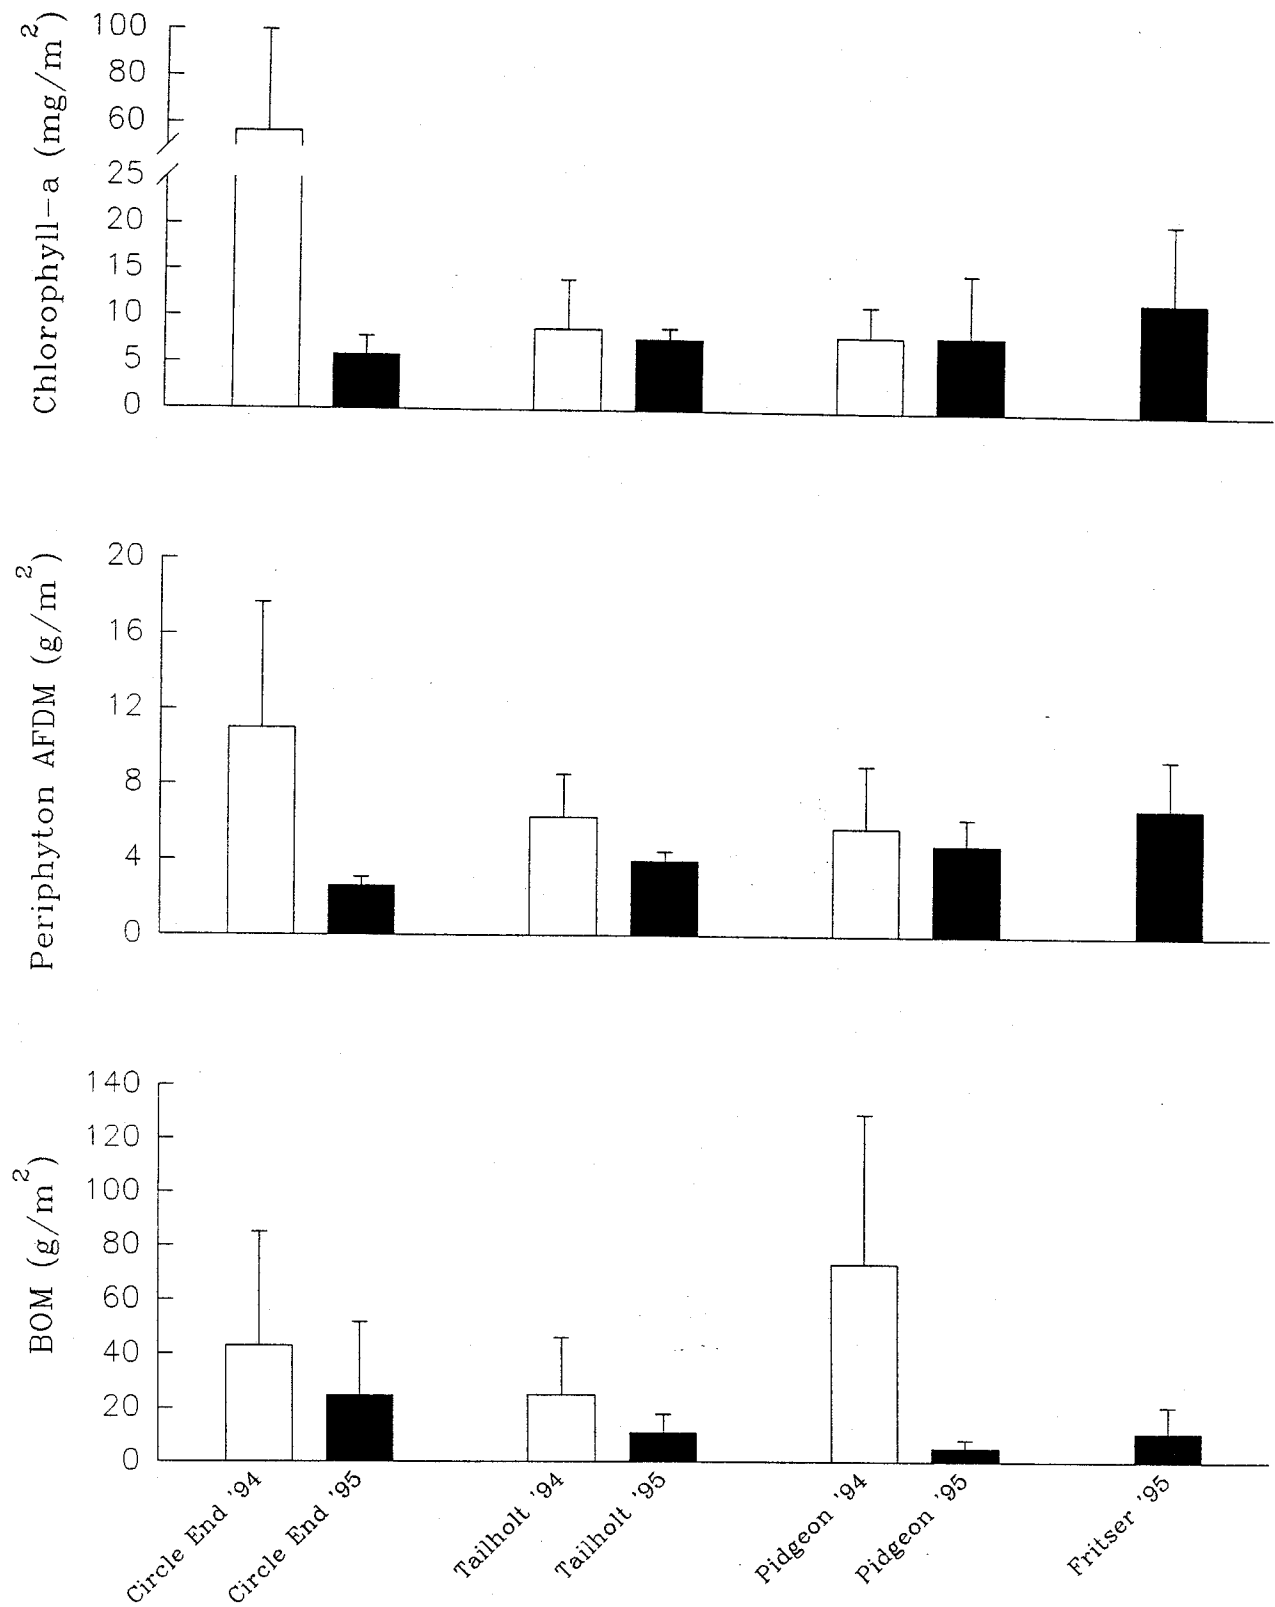 Chlorophyll-a (mg/m²)
100
80
60
25
20
15
10
5
0
Periphyton AFDM (g/m²)
20
16
12
8
4
0
BOM (g/m²)
140
120
100
80
60
40
20
0
Circle End '94
Circle End '95
Tailholt '94
Tailholt '95
Pidgeon '94
Pidgeon '95
Fritser '95